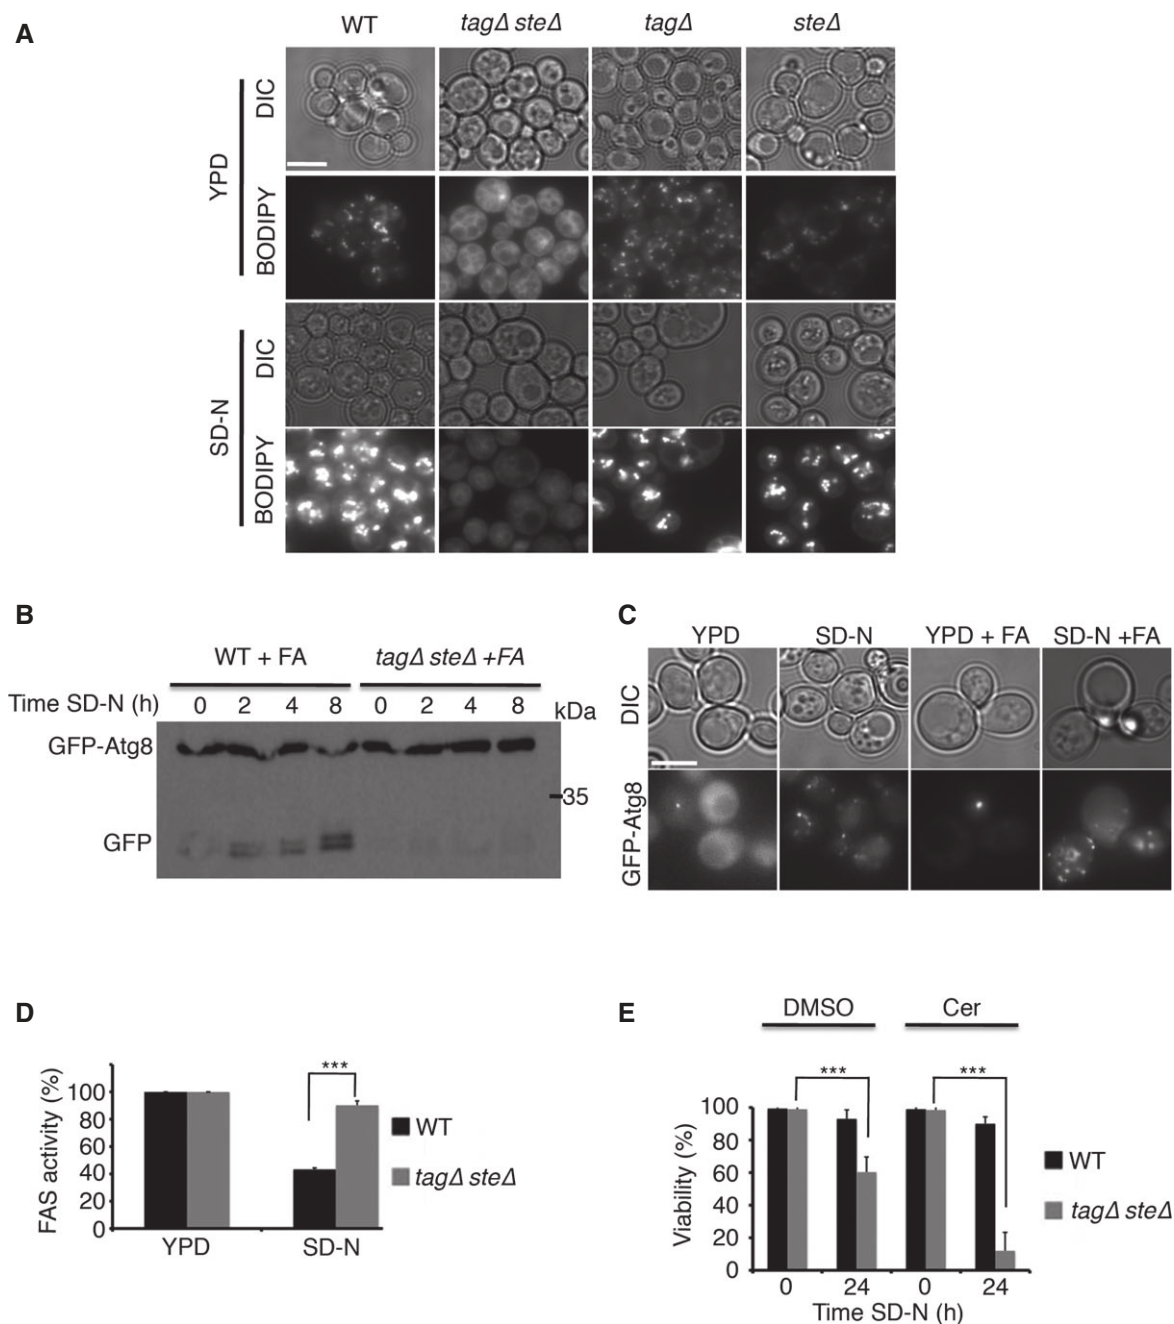 A
WT tagΔ steΔ tagΔ steΔ
YPD
DIC
BODIPY
SD-N
DIC
BODIPY
B
WT + FA tagΔ steΔ +FA
Time SD-N (h) 0 2 4 8 0 2 4 8 kDa
GFP-Atg8
35
GFP
C
YPD SD-N YPD + FA SD-N +FA
DIC
GFP-Atg8
D
FAS activity (%)
100
80
60
40
20
0
***
YPD SD-N
WT
tagΔ steΔ
E
DMSO Cer
*** ***
Viability (%)
100
80
60
40
20
0
0 24 0 24
Time SD-N (h)
WT
tagΔ steΔ